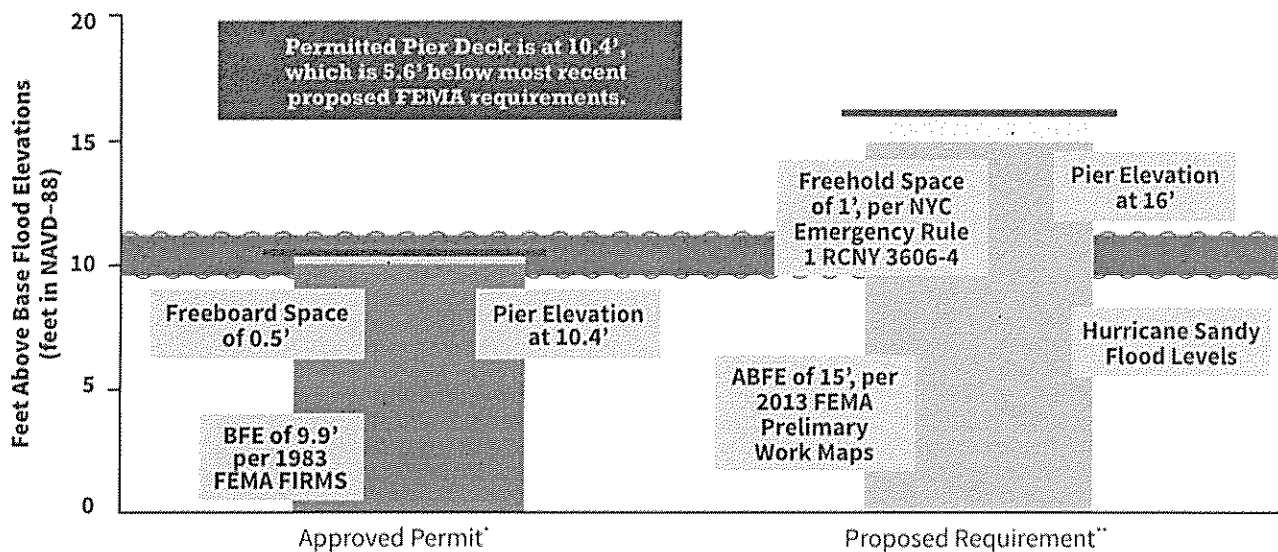 20
Permitted Pier Deck is at 10.4’,
which is 5.6’ below most recent
proposed FEMA requirements.
Feet Above Base Flood Elevations
(feet in NAVD–88)
15
Freehold Space
of 1’, per NYC
Emergency Rule
1 RCNY 3606-4
Pier Elevation
at 16’
10
Freeboard Space
of 0.5’
Pier Elevation
at 10.4’
Hurricane Sandy
Flood Levels
5
ABFE of 15’, per
2013 FEMA
Prelimary
Work Maps
BFE of 9.9’
per 1983
FEMA FIRMS
0
Approved Permit*
Proposed Requirement**